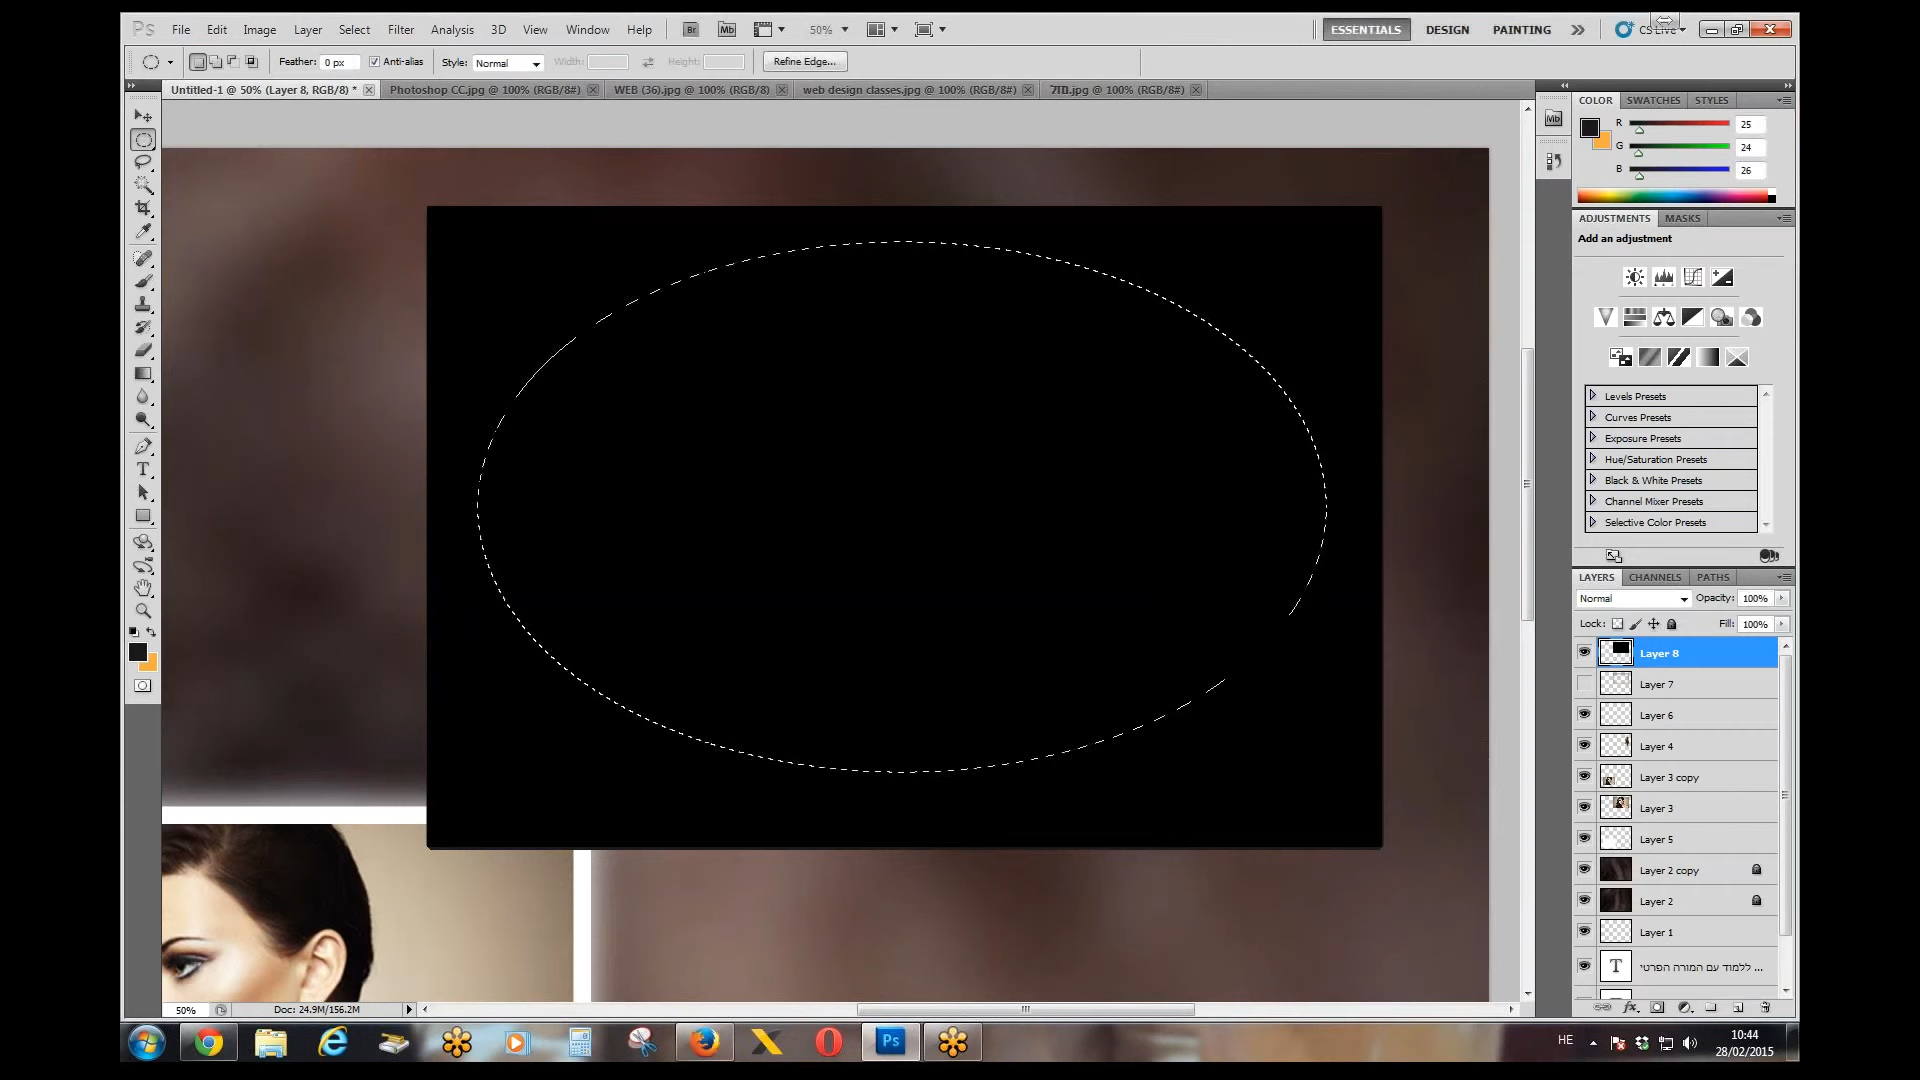 Ps File Edit Image Layer Select Filter Analysis 3D View Window Help Br Mb 50% ESSENTIALS DESIGN PAINTING CS Live
Feather: 0 px Anti-alias Style: Normal Width: Height: Refine Edge...
Untitled-1 @ 50% (Layer 8, RGB/8) * Photoshop CC.jpg @ 100% (RGB/8#) WEB (36).jpg @ 100% (RGB/8) web design classes.jpg @ 100% (RGB/8#) מזל.jpg @ 100% (RGB/8#)
COLOR SWATCHES STYLES
Mb
R 25
G 24
B 26
ADJUSTMENTS MASKS
Add an adjustment
Levels Presets
Curves Presets
Exposure Presets
Hue/Saturation Presets
Black & White Presets
Channel Mixer Presets
Selective Color Presets
LAYERS CHANNELS PATHS
Normal Opacity: 100%
Lock: Fill: 100%
Layer 8
Layer 7
Layer 6
Layer 4
Layer 3 copy
Layer 3
Layer 5
Layer 2 copy
Layer 2
Layer 1
T ללמוד עם המורה הפרטי ...
50% Doc: 24.9M/156.2M
Ps HE 10:44
28/02/2015